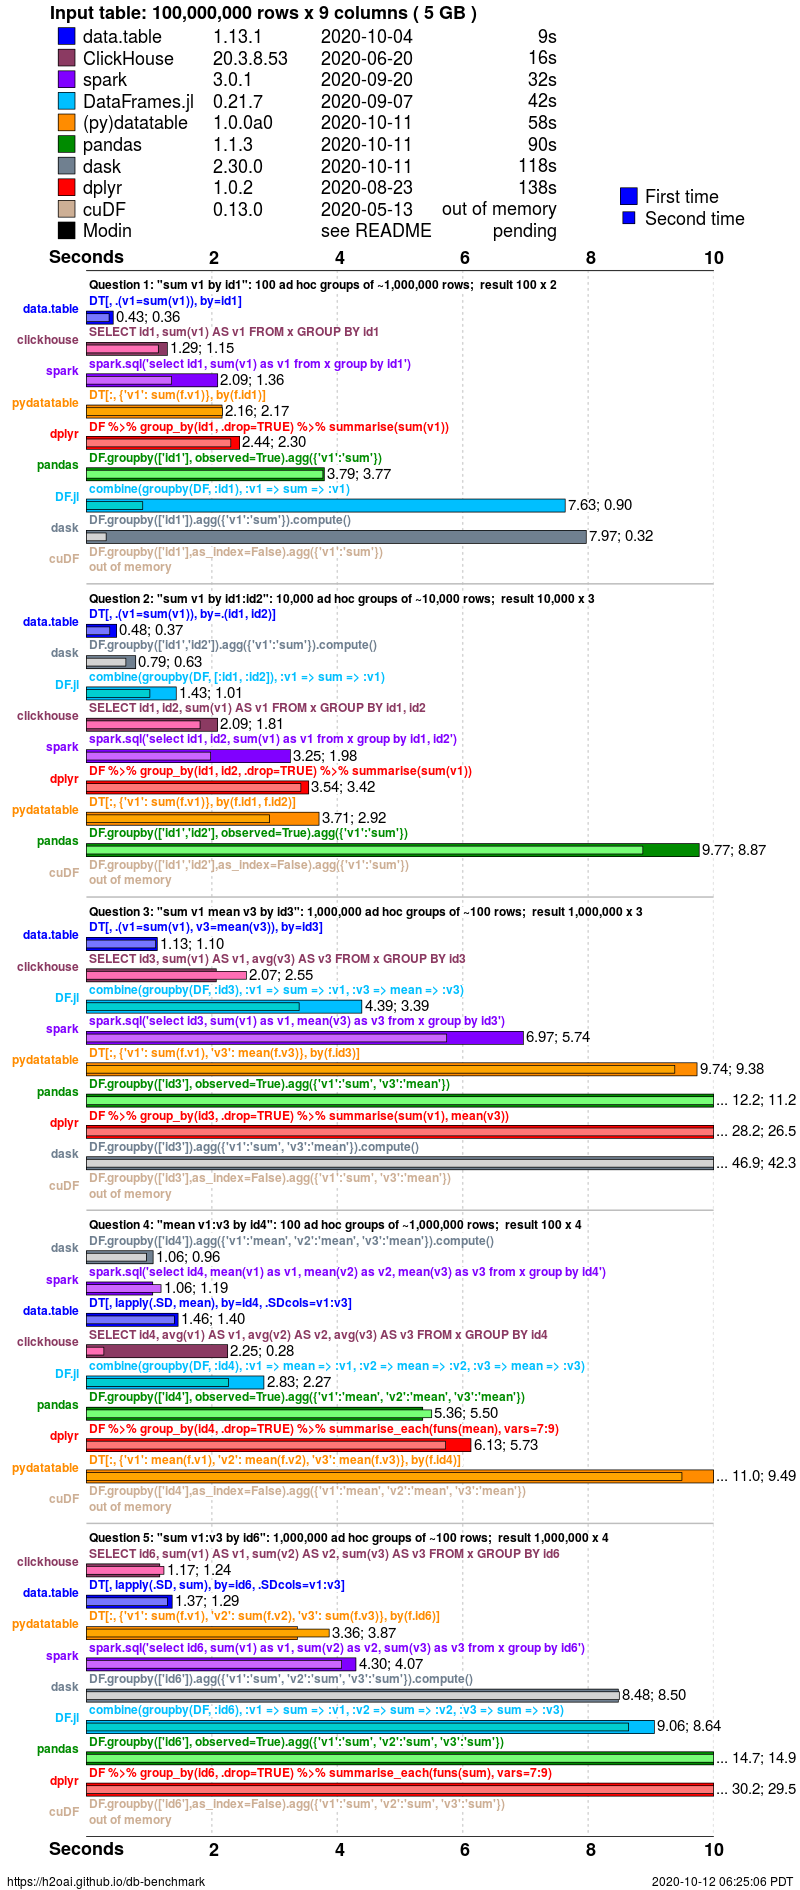 Input table: 100,000,000 rows x 9 columns ( 5 GB )
data.table 1.13.1 2020-10-04 9s
ClickHouse 20.3.8.53 2020-06-20 16s
spark 3.0.1 2020-09-20 32s
DataFrames.jl 0.21.7 2020-09-07 42s
(py)datatable 1.0.0a0 2020-10-11 58s
pandas 1.1.3 2020-10-11 90s
dask 2.30.0 2020-10-11 118s
dplyr 1.0.2 2020-08-23 138s
cuDF 0.13.0 2020-05-13 out of memory
Modin see README pending
First time
Second time
Seconds 2 4 6 8 10
Question 1: "sum v1 by id1": 100 ad hoc groups of ~1,000,000 rows; result 100 x 2
DT[, .(v1=sum(v1)), by=id1]
data.table 0.43; 0.36
SELECT id1, sum(v1) AS v1 FROM x GROUP BY id1
clickhouse 1.29; 1.15
spark.sql('select id1, sum(v1) as v1 from x group by id1')
spark 2.09; 1.36
DT[:, {'v1': sum(f.v1)}, by(f.id1)]
pydatatable 2.16; 2.17
DF %>% group_by(id1, .drop=TRUE) %>% summarise(sum(v1))
dplyr 2.44; 2.30
DF.groupby(['id1'], observed=True).agg({'v1':'sum'})
pandas 3.79; 3.77
combine(groupby(DF, :id1), :v1 => sum => :v1)
DF.jl 7.63; 0.90
DF.groupby(['id1']).agg({'v1':'sum'}).compute()
dask 7.97; 0.32
DF.groupby(['id1'],as_index=False).agg({'v1':'sum'})
cuDF out of memory
Question 2: "sum v1 by id1:id2": 10,000 ad hoc groups of ~10,000 rows; result 10,000 x 3
DT[, .(v1=sum(v1)), by=.(id1, id2)]
data.table 0.48; 0.37
DF.groupby(['id1','id2']).agg({'v1':'sum'}).compute()
dask 0.79; 0.63
combine(groupby(DF, [:id1, :id2]), :v1 => sum => :v1)
DF.jl 1.43; 1.01
SELECT id1, id2, sum(v1) AS v1 FROM x GROUP BY id1, id2
clickhouse 2.09; 1.81
spark.sql('select id1, id2, sum(v1) as v1 from x group by id1, id2')
spark 3.25; 1.98
DF %>% group_by(id1, id2, .drop=TRUE) %>% summarise(sum(v1))
dplyr 3.54; 3.42
DT[:, {'v1': sum(f.v1)}, by(f.id1, f.id2)]
pydatatable 3.71; 2.92
DF.groupby(['id1','id2'], observed=True).agg({'v1':'sum'})
pandas 9.77; 8.87
DF.groupby(['id1','id2'],as_index=False).agg({'v1':'sum'})
cuDF out of memory
Question 3: "sum v1 mean v3 by id3": 1,000,000 ad hoc groups of ~100 rows; result 1,000,000 x 3
DT[, .(v1=sum(v1), v3=mean(v3)), by=id3]
data.table 1.13; 1.10
SELECT id3, sum(v1) AS v1, avg(v3) AS v3 FROM x GROUP BY id3
clickhouse 2.07; 2.55
combine(groupby(DF, :id3), :v1 => sum => :v1, :v3 => mean => :v3)
DF.jl 4.39; 3.39
spark.sql('select id3, sum(v1) as v1, mean(v3) as v3 from x group by id3')
spark 6.97; 5.74
DT[:, {'v1': sum(f.v1), 'v3': mean(f.v3)}, by(f.id3)]
pydatatable 9.74; 9.38
DF.groupby(['id3'], observed=True).agg({'v1':'sum', 'v3':'mean'})
pandas ... 12.2; 11.2
DF %>% group_by(id3, .drop=TRUE) %>% summarise(sum(v1), mean(v3))
dplyr ... 28.2; 26.5
DF.groupby(['id3']).agg({'v1':'sum', 'v3':'mean'}).compute()
dask ... 46.9; 42.3
DF.groupby(['id3'],as_index=False).agg({'v1':'sum', 'v3':'mean'})
cuDF out of memory
Question 4: "mean v1:v3 by id4": 100 ad hoc groups of ~1,000,000 rows; result 100 x 4
DF.groupby(['id4']).agg({'v1':'mean', 'v2':'mean', 'v3':'mean'}).compute()
dask 1.06; 0.96
spark.sql('select id4, mean(v1) as v1, mean(v2) as v2, mean(v3) as v3 from x group by id4')
spark 1.06; 1.19
DT[, lapply(.SD, mean), by=id4, .SDcols=v1:v3]
data.table 1.46; 1.40
SELECT id4, avg(v1) AS v1, avg(v2) AS v2, avg(v3) AS v3 FROM x GROUP BY id4
clickhouse 2.25; 0.28
combine(groupby(DF, :id4), :v1 => mean => :v1, :v2 => mean => :v2, :v3 => mean => :v3)
DF.jl 2.83; 2.27
DF.groupby(['id4'], observed=True).agg({'v1':'mean', 'v2':'mean', 'v3':'mean'})
pandas 5.36; 5.50
DF %>% group_by(id4, .drop=TRUE) %>% summarise_each(funs(mean), vars=7:9)
dplyr 6.13; 5.73
DT[:, {'v1': mean(f.v1), 'v2': mean(f.v2), 'v3': mean(f.v3)}, by(f.id4)]
pydatatable ... 11.0; 9.49
DF.groupby(['id4'],as_index=False).agg({'v1':'mean', 'v2':'mean', 'v3':'mean'})
cuDF out of memory
Question 5: "sum v1:v3 by id6": 1,000,000 ad hoc groups of ~100 rows; result 1,000,000 x 4
SELECT id6, sum(v1) AS v1, sum(v2) AS v2, sum(v3) AS v3 FROM x GROUP BY id6
clickhouse 1.17; 1.24
DT[, lapply(.SD, sum), by=id6, .SDcols=v1:v3]
data.table 1.37; 1.29
DT[:, {'v1': sum(f.v1), 'v2': sum(f.v2), 'v3': sum(f.v3)}, by(f.id6)]
pydatatable 3.36; 3.87
spark.sql('select id6, sum(v1) as v1, sum(v2) as v2, sum(v3) as v3 from x group by id6')
spark 4.30; 4.07
DF.groupby(['id6']).agg({'v1':'sum', 'v2':'sum', 'v3':'sum'}).compute()
dask 8.48; 8.50
combine(groupby(DF, :id6), :v1 => sum => :v1, :v2 => sum => :v2, :v3 => sum => :v3)
DF.jl 9.06; 8.64
DF.groupby(['id6'], observed=True).agg({'v1':'sum', 'v2':'sum', 'v3':'sum'})
pandas ... 14.7; 14.9
DF %>% group_by(id6, .drop=TRUE) %>% summarise_each(funs(sum), vars=7:9)
dplyr ... 30.2; 29.5
DF.groupby(['id6'],as_index=False).agg({'v1':'sum', 'v2':'sum', 'v3':'sum'})
cuDF out of memory
Seconds 2 4 6 8 10
https://h2oai.github.io/db-benchmark 2020-10-12 06:25:06 PDT